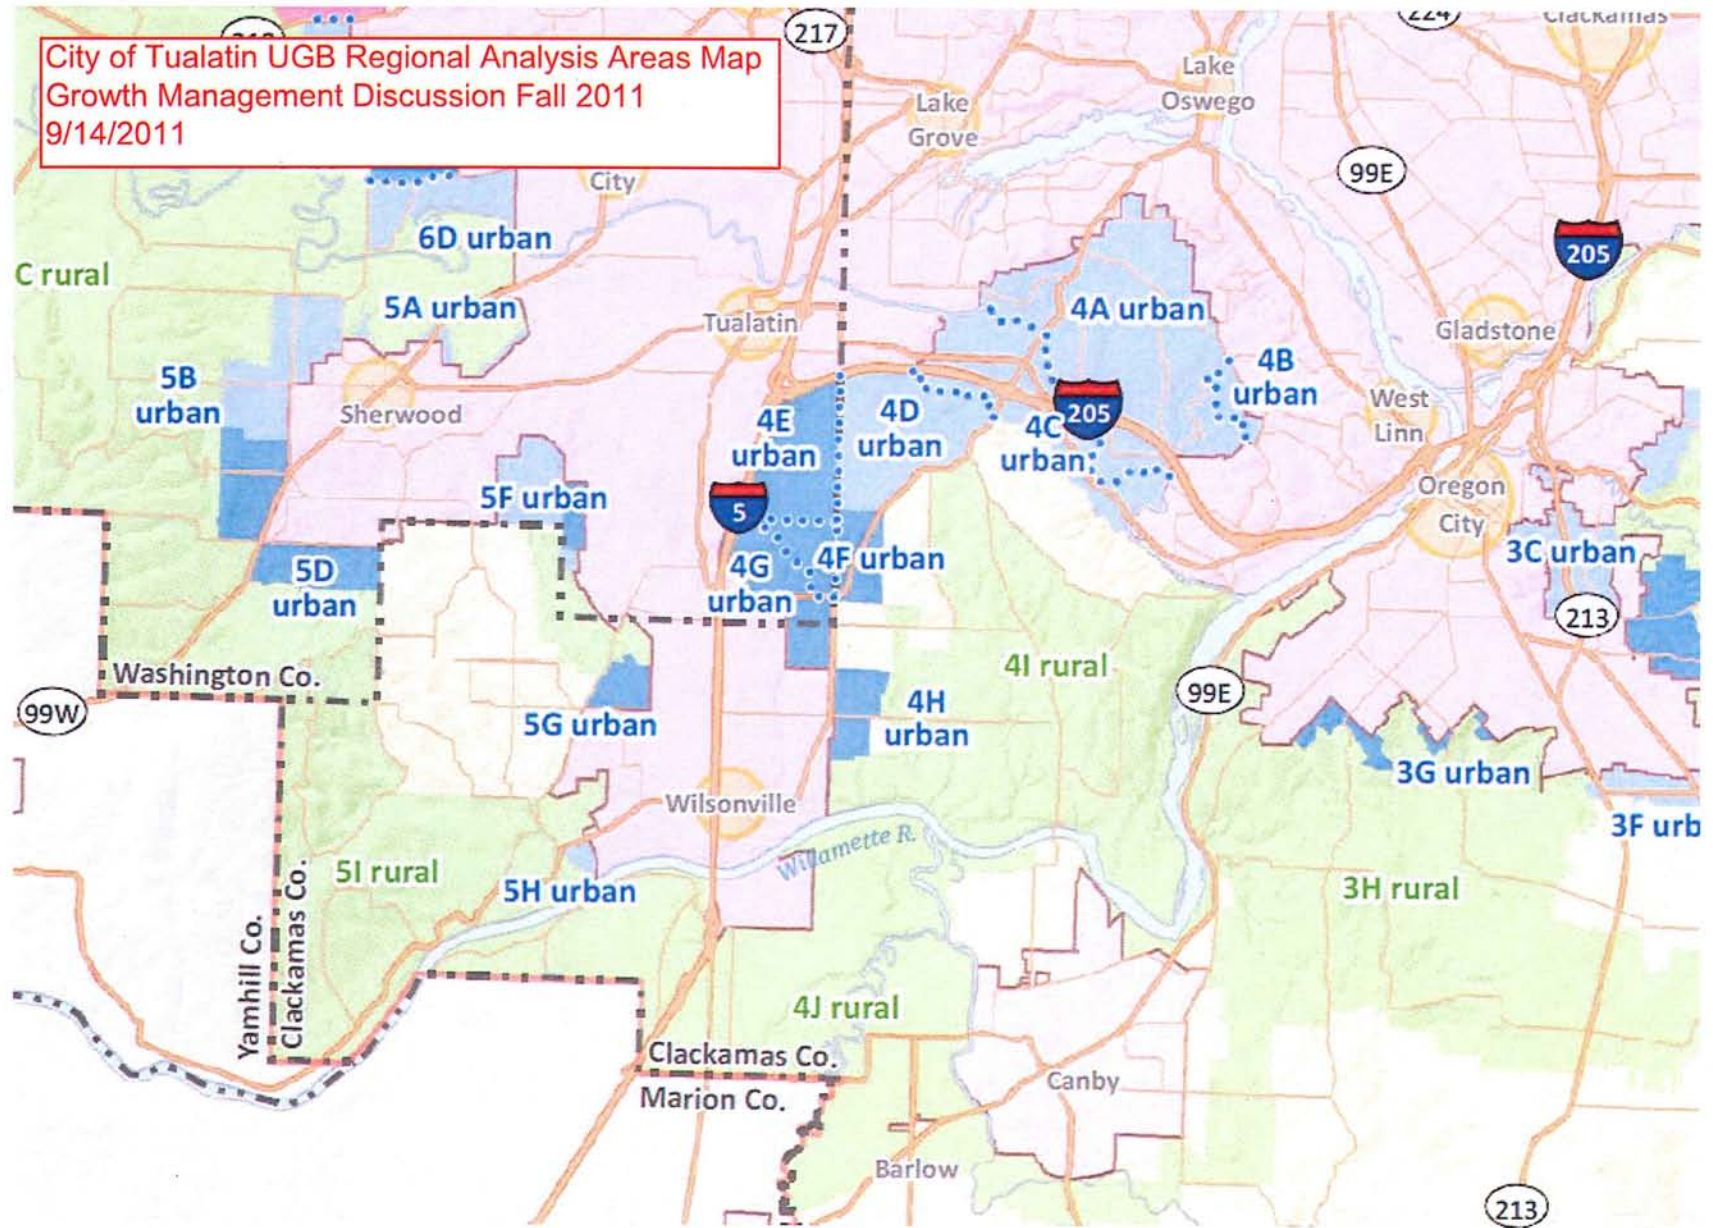 City of Tualatin UGB Regional Analysis Areas Map
Growth Management Discussion Fall 2011
9/14/2011
217
224
Clackamas
Lake
Oswego
Lake
Grove
99E
City
6D urban
205
C rural
5A urban
Tualatin
4A urban
Gladstone
5B
urban
Sherwood
4E
urban
4D
urban
4C
urban
205
4B
urban
West
Linn
5F urban
5
Oregon
City
5D
urban
4G
urban
4F urban
3C urban
213
Washington Co.
4I rural
99E
99W
5G urban
4H
urban
3G urban
Wilsonville
Willamette R.
3F urb
5I rural
5H urban
3H rural
Yamhill Co.
Clackamas Co.
4J rural
Clackamas Co.
Marion Co.
Canby
Barlow
213